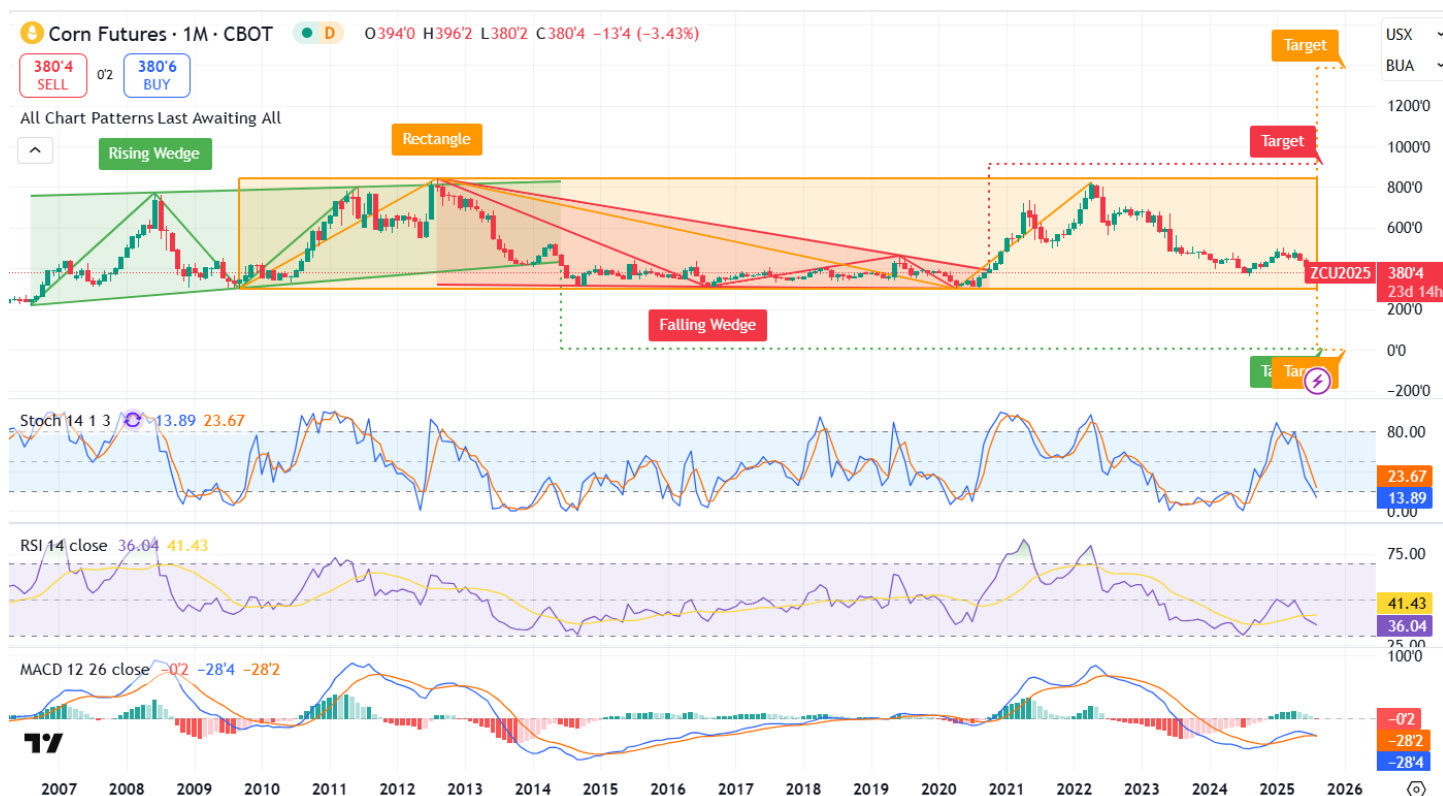 Corn Futures · 1M · CBOT D O394'0 H396'2 L380'2 C380'4 −13'4 (−3.43%)
USX
BUA
380'4
SELL
0'2
380'6
BUY
All Chart Patterns Last Awaiting All
Target
Target
Rising Wedge
Rectangle
Falling Wedge
Ta
Tar
ZCU2025
380'4
23d 14h
1200'0
1000'0
800'0
600'0
200'0
0'0
−200'0
Stoch 14 1 3 13.89 23.67
80.00
23.67
13.89
0.00
RSI 14 close 36.04 41.43
75.00
41.43
36.04
25.00
MACD 12 26 close −0'2 −28'4 −28'2
100'0
−0'2
−28'2
−28'4
2007 2008 2009 2010 2011 2012 2013 2014 2015 2016 2017 2018 2019 2020 2021 2022 2023 2024 2025 2026